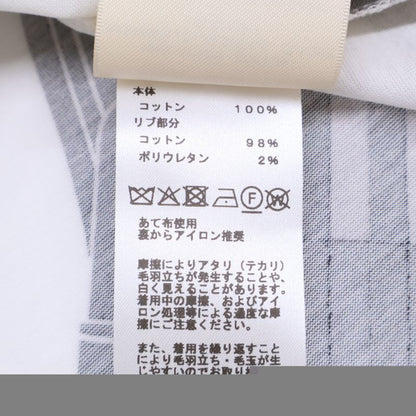 本体
コットン 100%
リブ部分
コットン 98%
ポリウレタン 2%
F W
あて布使用
裏からアイロン推奨
摩擦によりアタリ（テカリ）
毛羽立ちが発生することや、
白く見えることがあります。
着用中の摩擦、およびアイ
ロン処理等による過度な摩
擦にご注意ください。
また、着用を繰り返すこと
により毛羽立ち・毛玉が生
じやすいのでお取り